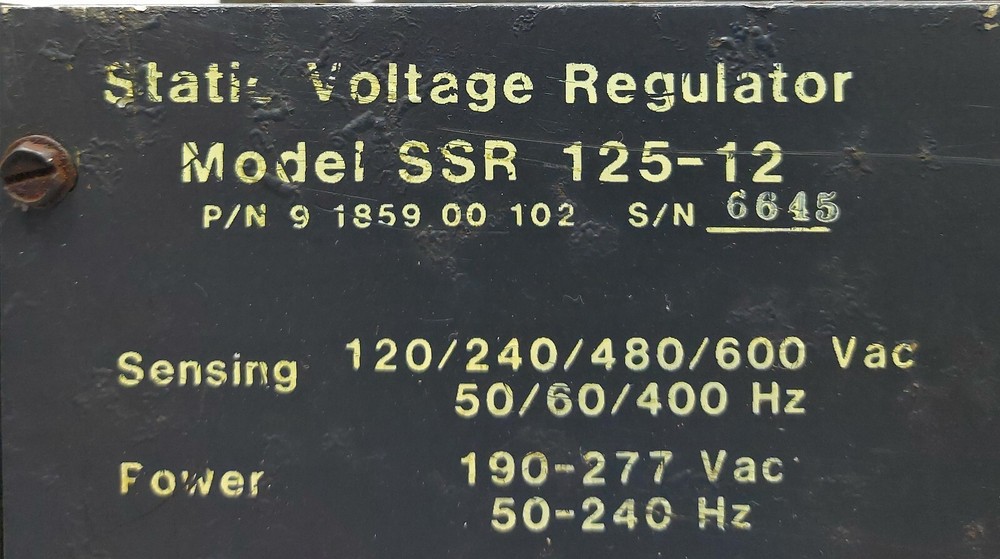 Static Voltage Regulator
Model SSR 125-12
P/N 9 1859 00 102 S/N 6645
Sensing 120/240/480/600 Vac
50/60/400 Hz
Power 190-277 Vac
50-240 Hz